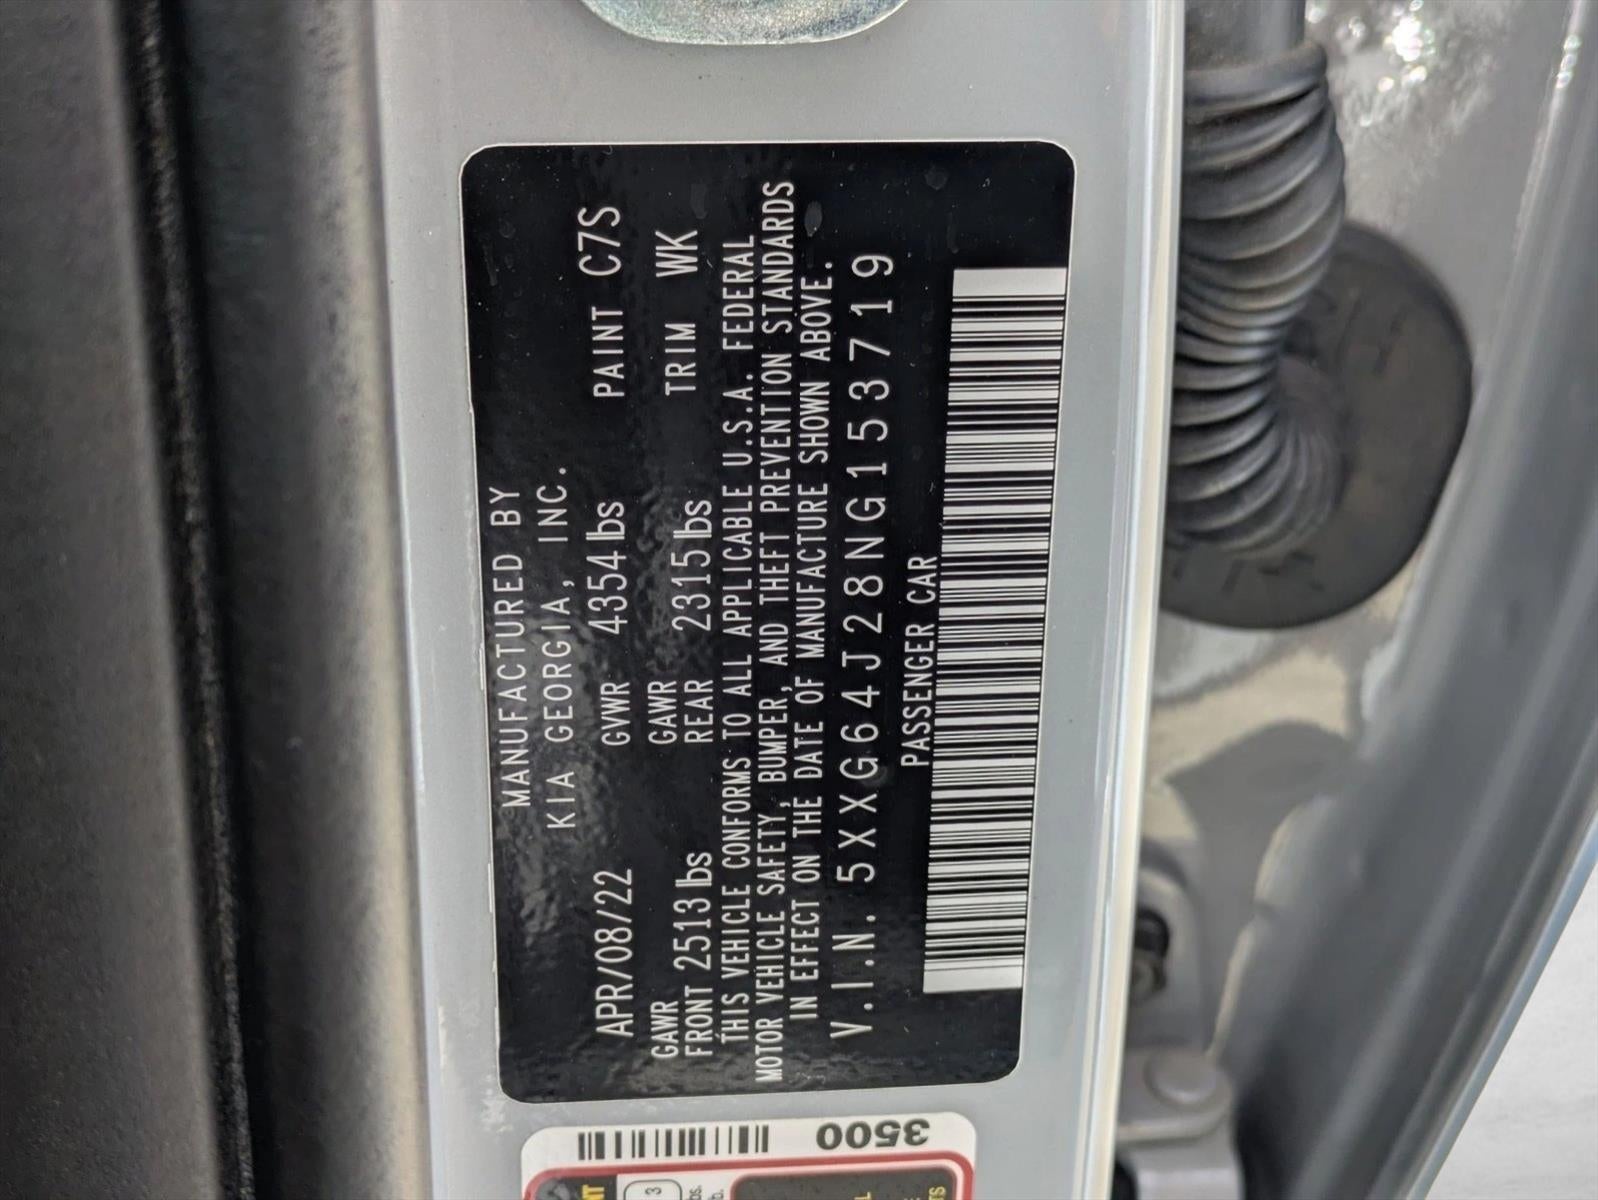 MANUFACTURED BY
KIA GEORGIA, INC.
APR/08/22 GVWR 4354 lbs PAINT C7S
GAWR FRONT 2513 lbs GAWR REAR 2315 lbs TRIM WK
THIS VEHICLE CONFORMS TO ALL APPLICABLE U.S.A. FEDERAL
MOTOR VEHICLE SAFETY, BUMPER, AND THEFT PREVENTION STANDARDS
IN EFFECT ON THE DATE OF MANUFACTURE SHOWN ABOVE.
V.I.N. 5XXG64J28NG153719
PASSENGER CAR
3500
3